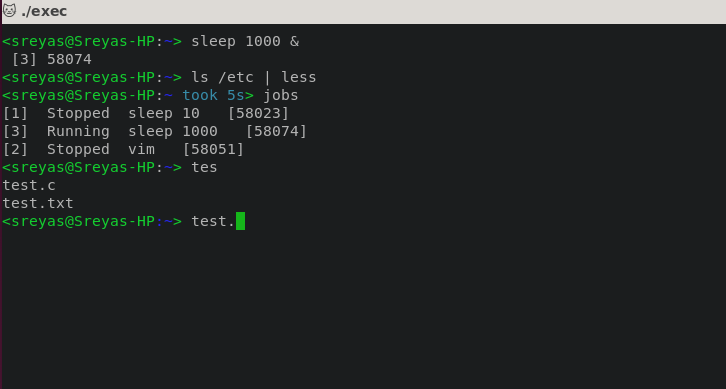 ./exec
<sreyas@Sreyas-HP:~> sleep 1000 &
[3] 58074
<sreyas@Sreyas-HP:~> ls /etc | less
<sreyas@Sreyas-HP:~ took 5s> jobs
[1]  Stopped  sleep 10   [58023]
[3]  Running  sleep 1000   [58074]
[2]  Stopped  vim   [58051]
<sreyas@Sreyas-HP:~> tes
test.c
test.txt
<sreyas@Sreyas-HP:~> test.